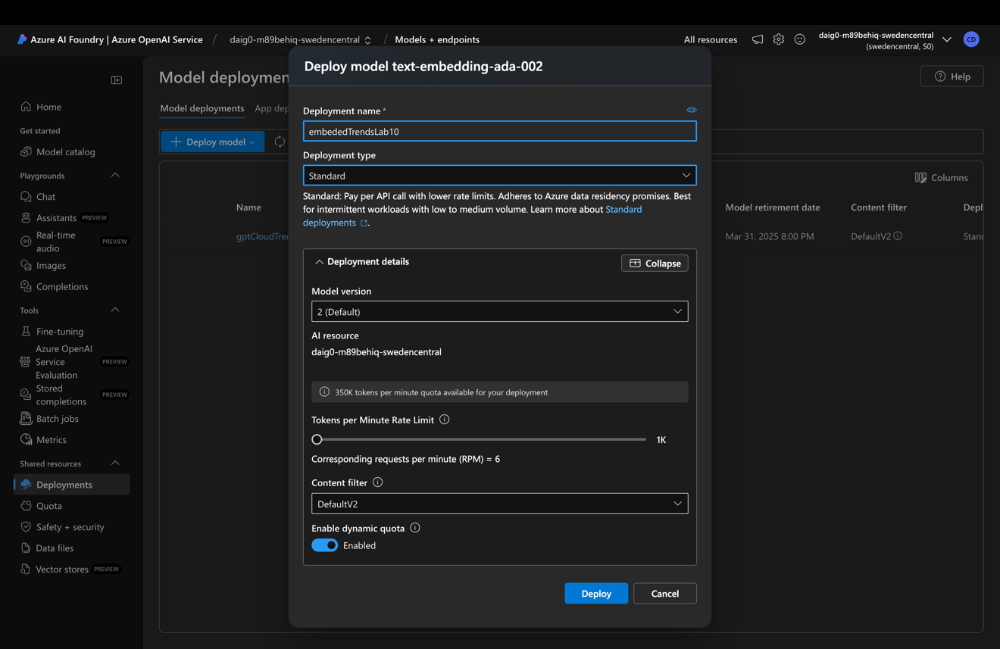 Azure AI Foundry | Azure OpenAI Service / daig0-m89behiq-swedencentral / Models + endpoints
All resources
daig0-m89behiq-swedencentral
(swedencentral, S0)
CD
Home
Get started
Model catalog
Playgrounds
Chat
Assistants PREVIEW
Real-time
audio
PREVIEW
Images
Completions
Tools
Fine-tuning
Azure OpenAI
Service
Evaluation
PREVIEW
Stored
completions
PREVIEW
Batch jobs
Metrics
Shared resources
Deployments
Quota
Safety + security
Data files
Vector stores PREVIEW
Model deploymen
Help
Model deployments App dep
Deploy model
Columns
Name
Model retirement date
Content filter
Depl
gptCloudTren
Mar 31, 2025 8:00 PM
DefaultV2
Stand
Deploy model text-embedding-ada-002
Deployment name *
embededTrendsLab10
Deployment type
Standard
Standard: Pay per API call with lower rate limits. Adheres to Azure data residency promises. Best
for intermittent workloads with low to medium volume. Learn more about Standard
deployments .
Deployment details
Collapse
Model version
2 (Default)
AI resource
daig0-m89behiq-swedencentral
350K tokens per minute quota available for your deployment
Tokens per Minute Rate Limit
1K
Corresponding requests per minute (RPM) = 6
Content filter
DefaultV2
Enable dynamic quota
Enabled
Deploy
Cancel